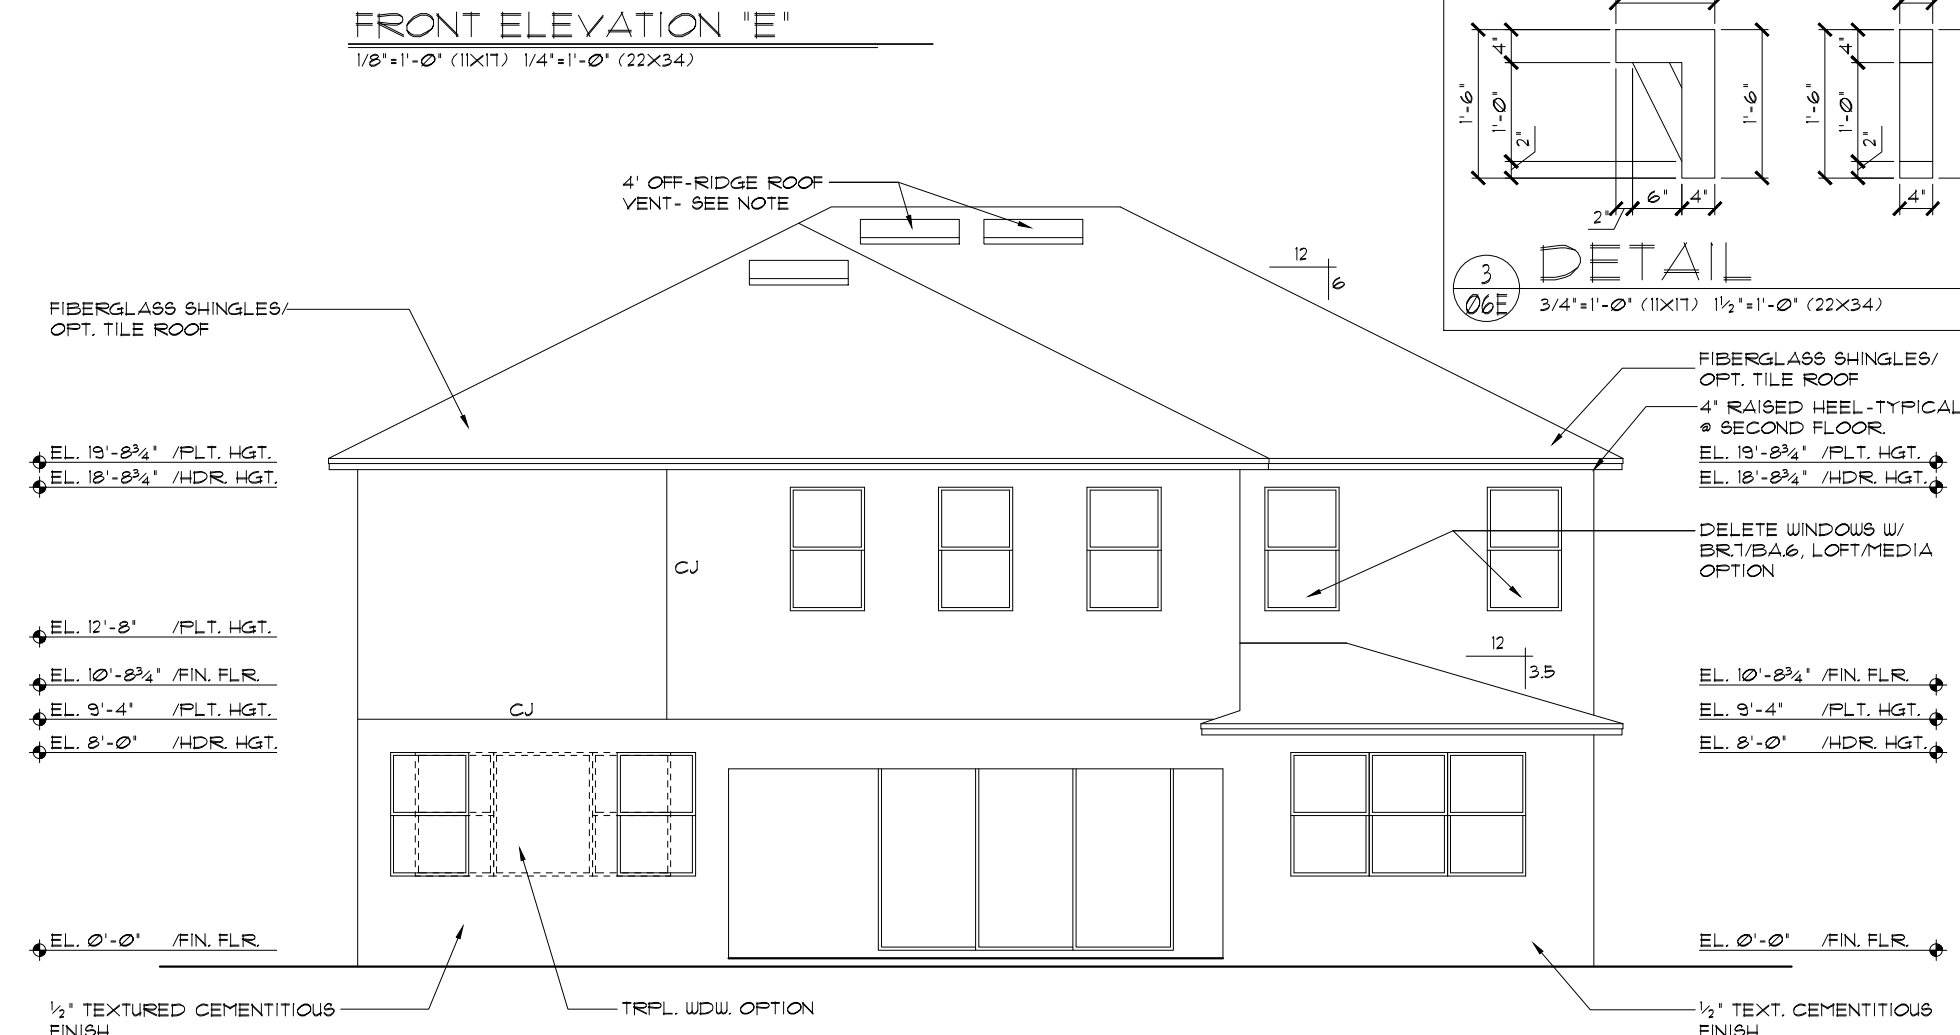 FRONT ELEVATION "E"
1/8"=1'-0" (11X17) 1/4"=1'-0" (22X34)
4' OFF-RIDGE ROOF
VENT- SEE NOTE
12
6
FIBERGLASS SHINGLES/
OPT. TILE ROOF
EL. 19'-8¾" /PLT. HGT.
EL. 18'-8¾" /HDR. HGT.
EL. 12'-8" /PLT. HGT.
EL. 10'-8¾" /FIN. FLR.
EL. 9'-4" /PLT. HGT.
EL. 8'-0" /HDR. HGT.
EL. 0'-0" /FIN. FLR.
CJ
CJ
12
3.5
½" TEXTURED CEMENTITIOUS
FINISH
TRPL. WDW. OPTION
1'-6"
4"
1'-0"
2"
1'-6"
2"
6"
4"
1'-6"
4"
1'-0"
2"
4"
3
06E
DETAIL
3/4"=1'-0" (11X17) 1½"=1'-0" (22X34)
FIBERGLASS SHINGLES/
OPT. TILE ROOF
4" RAISED HEEL-TYPICAL
@ SECOND FLOOR.
EL. 19'-8¾" /PLT. HGT.
EL. 18'-8¾" /HDR. HGT.
DELETE WINDOWS W/
BR.7/BA.6, LOFT/MEDIA
OPTION
EL. 10'-8¾" /FIN. FLR.
EL. 9'-4" /PLT. HGT.
EL. 8'-0" /HDR. HGT.
EL. 0'-0" /FIN. FLR.
½" TEXT. CEMENTITIOUS
FINISH